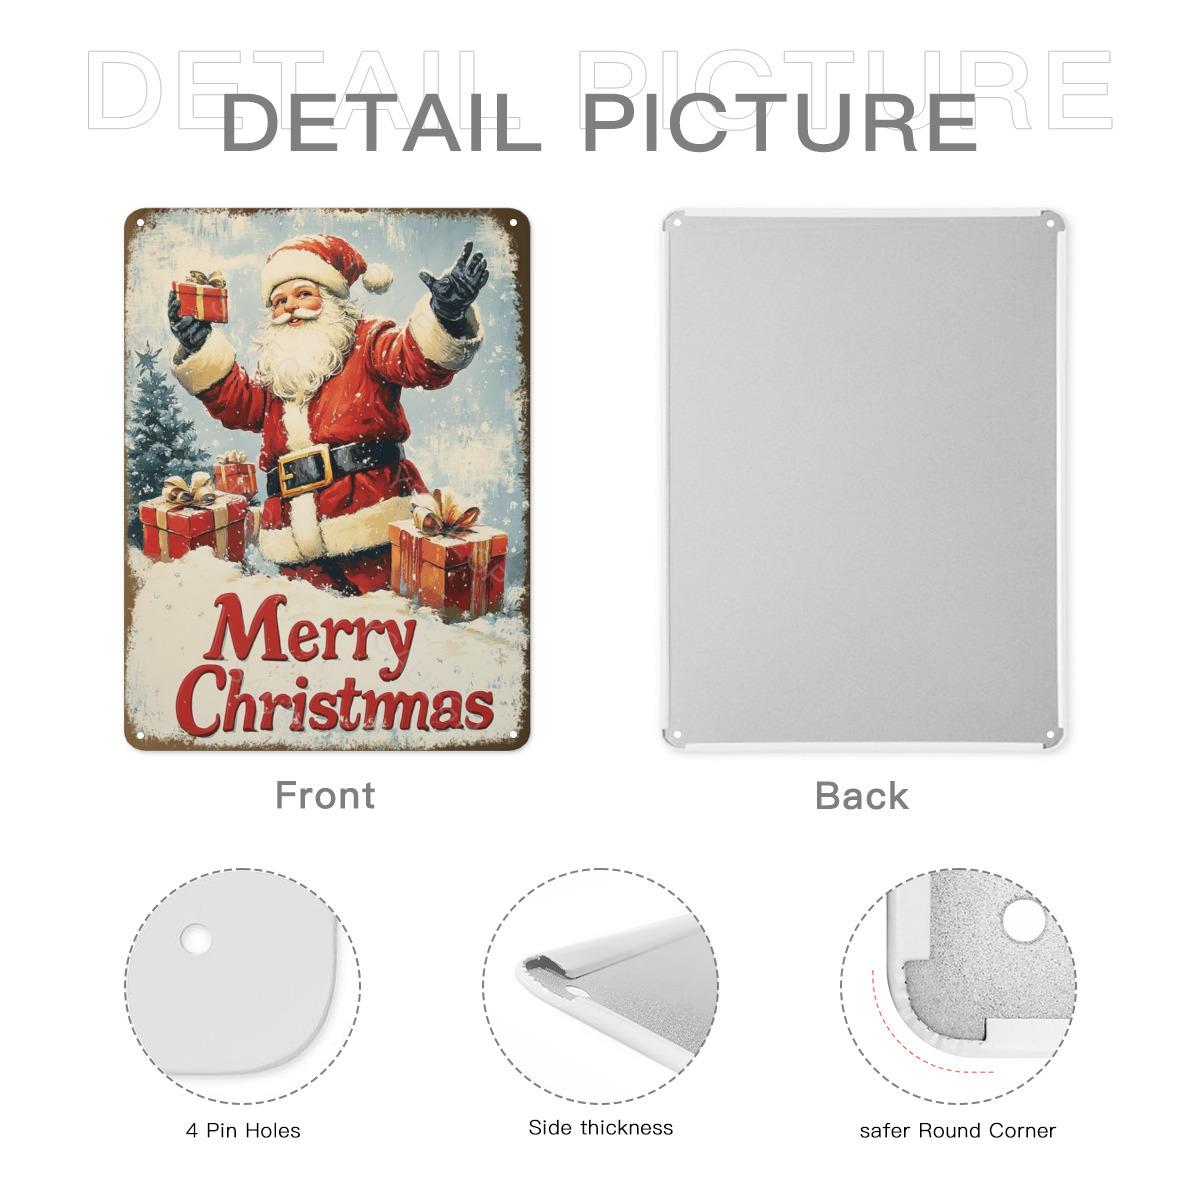 DETAIL PICTURE
DETAIL PICTURE
Merry
Christmas
Front
Back
4 Pin Holes
Side thickness
safer Round Corner